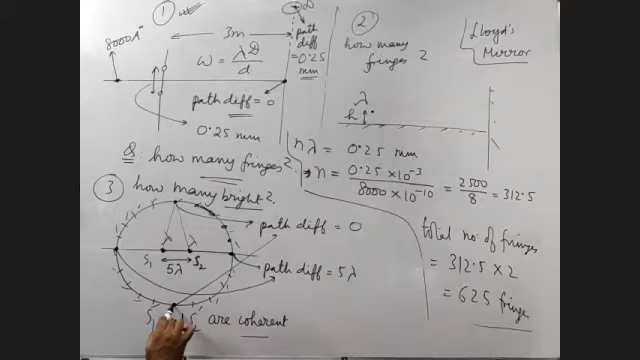 1
8000A°
3m
ω = λD/d
path diff = 0
0.25 mm
∞
path diff = 0.25 mm
Q: how many fringes?
2
how many fringes ?
Lloyd's Mirror
λ
h
nλ = 0.25 mm
n = 0.25 × 10⁻³ / 8000 × 10⁻¹⁰ = 2500 / 8 = 312.5
total no. of fringes
= 312.5 × 2
= 625 fringes
3
how many bright?
path diff = 0
λ λ
S₁ S₂
5λ
path diff = 5λ
are coherent